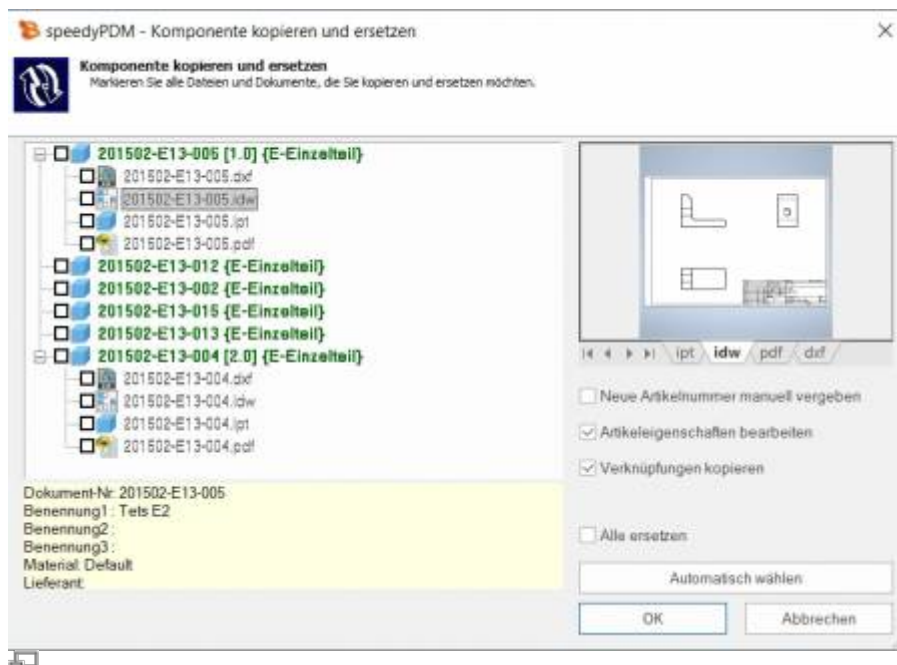 speedyPDM - Komponente kopieren und ersetzen
Komponente kopieren und ersetzen
Markieren Sie alle Dateien und Dokumente, die Sie kopieren und ersetzen möchten.
201502-E13-005 [1.0] {E-Einzelteil}
201502-E13-005.dxf
201502-E13-005.idw
201502-E13-005.ipt
201502-E13-005.pdf
201502-E13-012 {E-Einzelteil}
201502-E13-002 {E-Einzelteil}
201502-E13-015 {E-Einzelteil}
201502-E13-013 {E-Einzelteil}
201502-E13-004 [2.0] {E-Einzelteil}
201502-E13-004.dxf
201502-E13-004.idw
201502-E13-004.ipt
201502-E13-004.pdf
Dokument-Nr: 201502-E13-005
Benennung1 : Tets E2
Benennung2 :
Benennung3 :
Material: Default
Lieferant:
ipt idw pdf dxf
Neue Artikelnummer manuell vergeben
Artikeleigenschaften bearbeiten
Verknüpfungen kopieren
Alle ersetzen
Automatisch wählen
OK Abbrechen